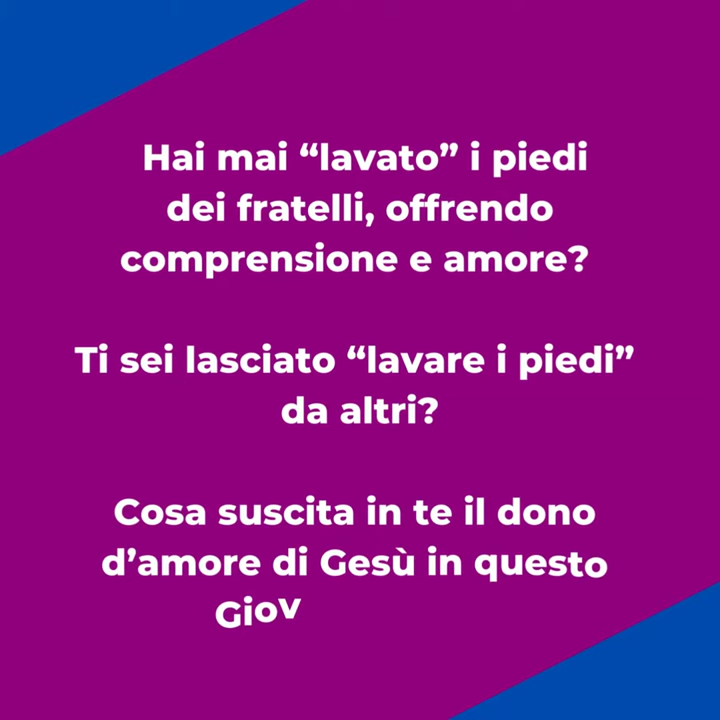 Hai mai “lavato” i piedi
dei fratelli, offrendo
comprensione e amore?
Ti sei lasciato “lavare i piedi”
da altri?
Cosa suscita in te il dono
d’amore di Gesù in questo
Giov